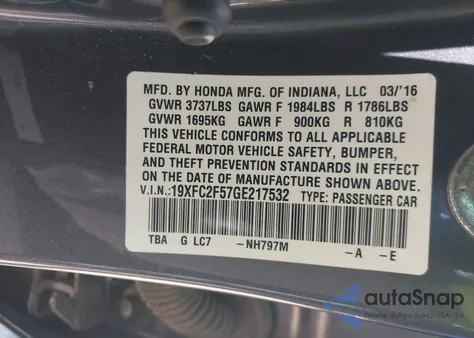 MFD. BY HONDA MFG. OF INDIANA, LLC 03/'16
GVWR 3737LBS GAWR F 1984LBS R 1786LBS
GVWR 1695KG GAWR F 900KG R 810KG
THIS VEHICLE CONFORMS TO ALL APPLICABLE
FEDERAL MOTOR VEHICLE SAFETY, BUMPER,
AND THEFT PREVENTION STANDARDS IN EFFECT
ON THE DATE OF MANUFACTURE SHOWN ABOVE.
V.I.N.:19XFC2F57GE217532 TYPE: PASSENGER CAR
TBA G LC7 -NH797M -A -E
autoSnap